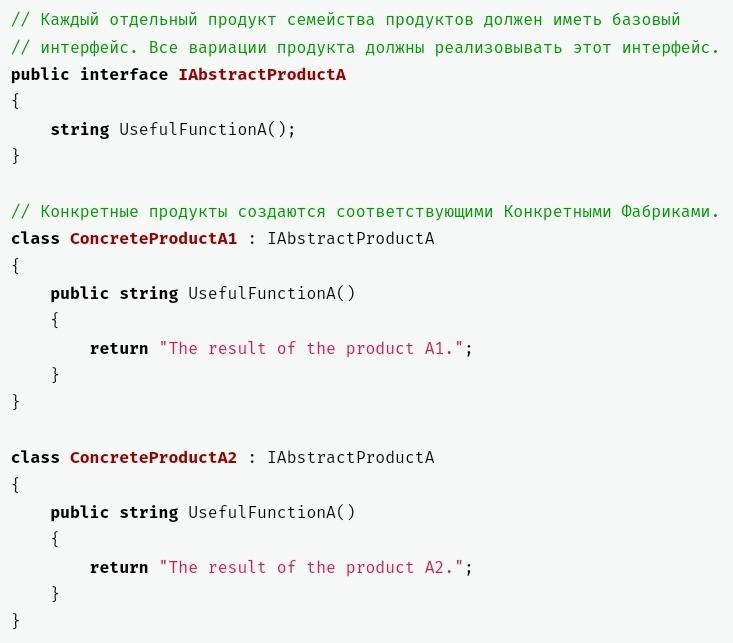 // Каждый отдельный продукт семейства продуктов должен иметь базовый
// интерфейс. Все вариации продукта должны реализовывать этот интерфейс.
public interface IAbstractProductA
{
    string UsefulFunctionA();
}

// Конкретные продукты создаются соответствующими Конкретными Фабриками.
class ConcreteProductA1 : IAbstractProductA
{
    public string UsefulFunctionA()
    {
        return "The result of the product A1.";
    }
}

class ConcreteProductA2 : IAbstractProductA
{
    public string UsefulFunctionA()
    {
        return "The result of the product A2.";
    }
}